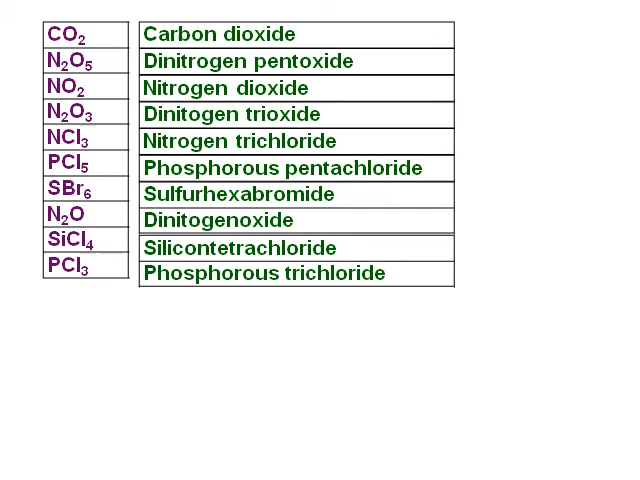 CO₂ Carbon dioxide
N₂O₅ Dinitrogen pentoxide
NO₂ Nitrogen dioxide
N₂O₃ Dinitogen trioxide
NCl₃ Nitrogen trichloride
PCl₅ Phosphorous pentachloride
SBr₆ Sulfurhexabromide
N₂O Dinitogenoxide
SiCl₄ Silicontetrachloride
PCl₃ Phosphorous trichloride